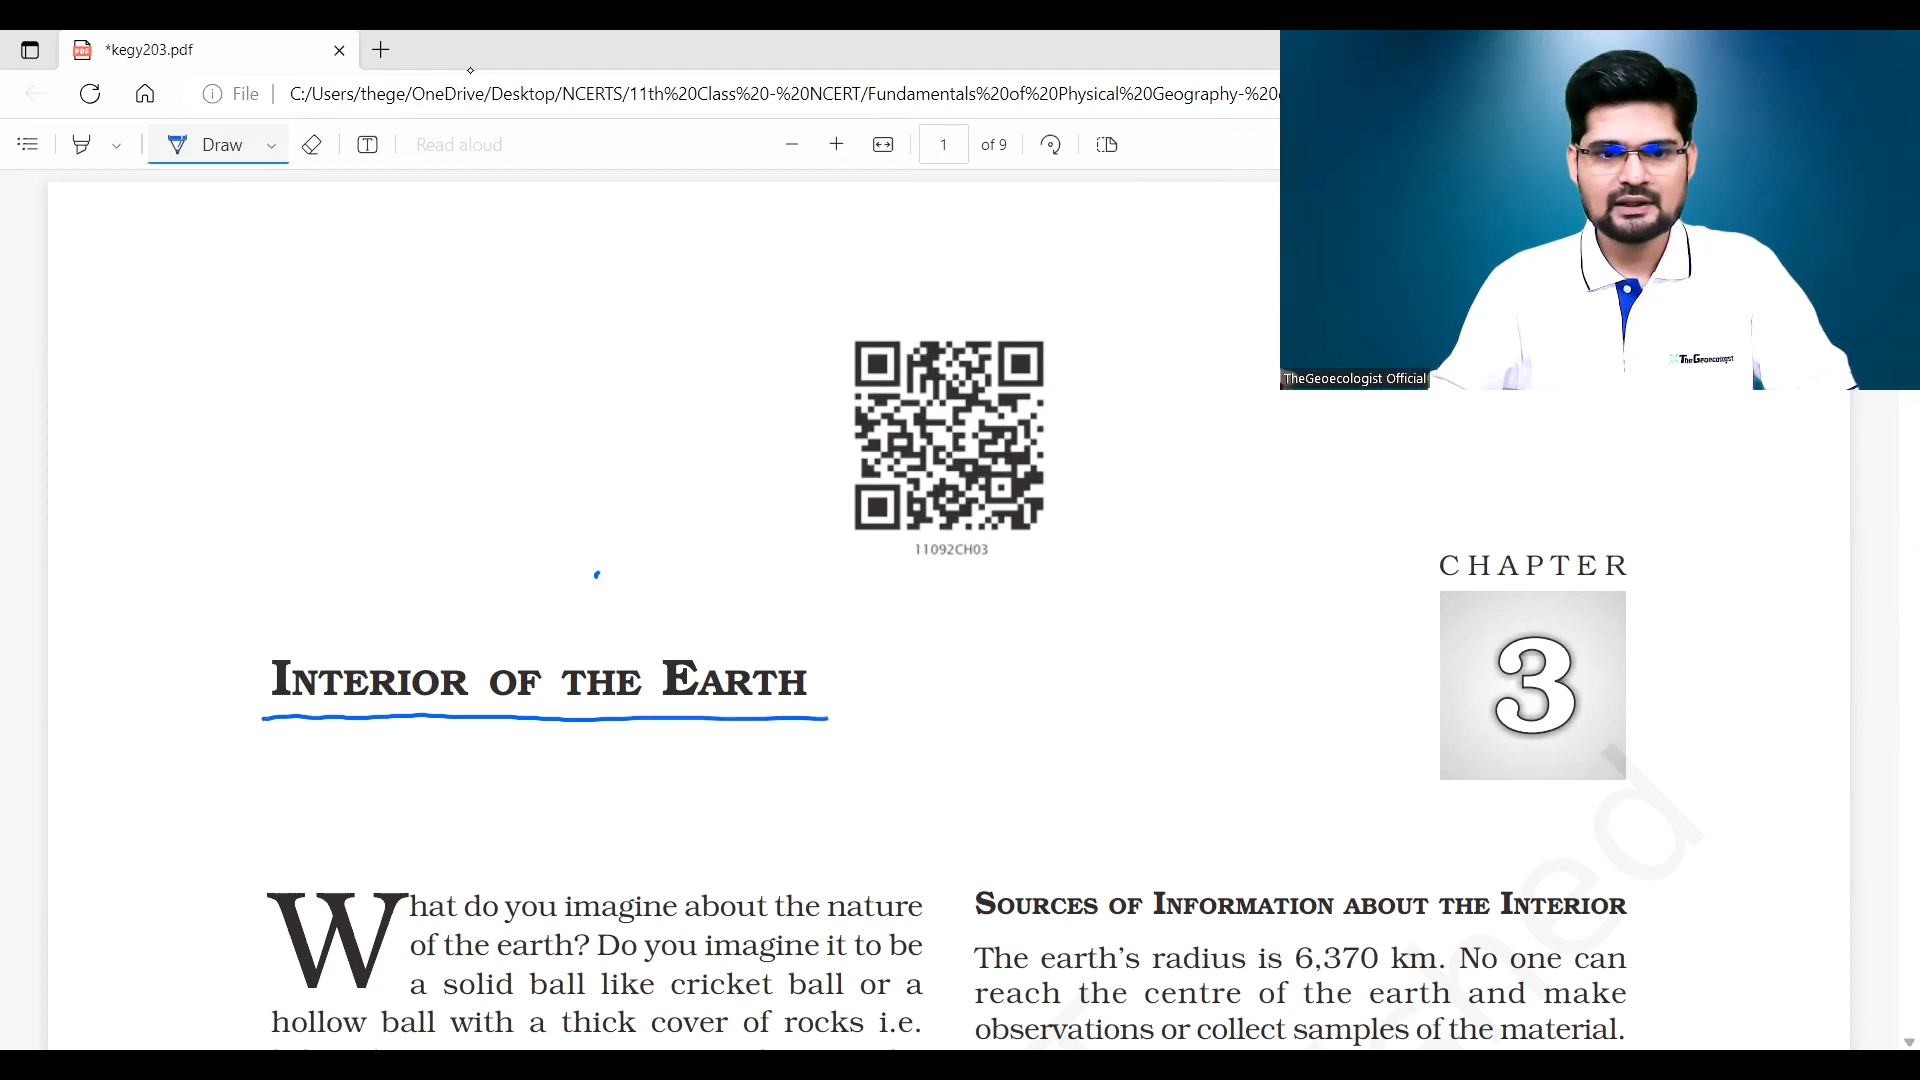 *kegy203.pdf
File
C:/Users/thege/OneDrive/Desktop/NCERTS/11th%20Class%20-%20NCERT/Fundamentals%20of%20Physical%20Geography-%20
Draw
Read aloud
1 of 9
TheGeoecologist
TheGeoecologist Official
11092CH03
CHAPTER
3
INTERIOR OF THE EARTH
What do you imagine about the nature
of the earth? Do you imagine it to be
a solid ball like cricket ball or a
hollow ball with a thick cover of rocks i.e.
SOURCES OF INFORMATION ABOUT THE INTERIOR
The earth's radius is 6,370 km. No one can
reach the centre of the earth and make
observations or collect samples of the material.